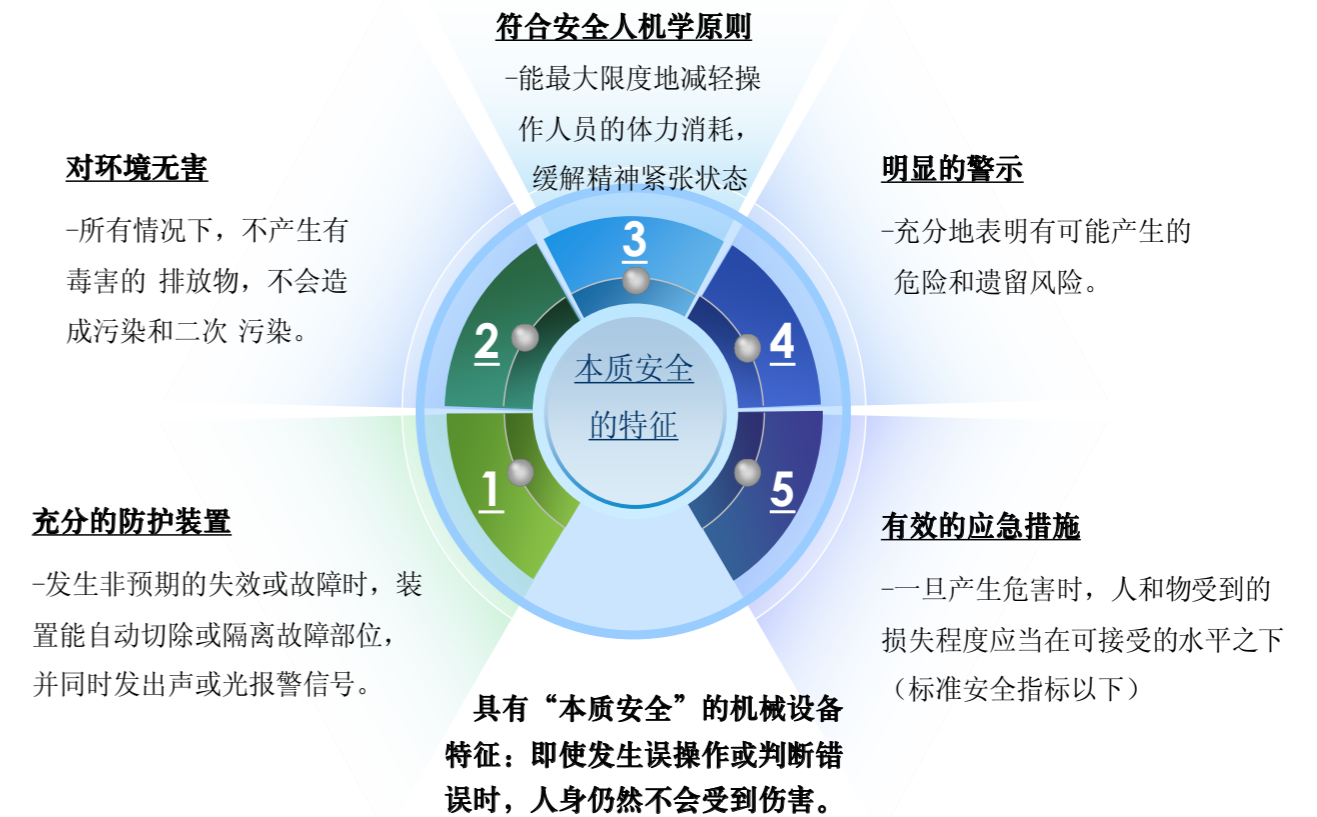 符合安全人机学原则
-能最大限度地减轻操
作人员的体力消耗，
缓解精神紧张状态
对环境无害
-所有情况下，不产生有
毒害的 排放物，不会造
成污染和二次 污染。
明显的警示
-充分地表明有可能产生的
危险和遗留风险。
3
2
4
本质安全
的特征
1
5
充分的防护装置
-发生非预期的失效或故障时，装
置能自动切除或隔离故障部位，
并同时发出声或光报警信号。
有效的应急措施
-一旦产生危害时，人和物受到的
损失程度应当在可接受的水平之下
（标准安全指标以下）
具有“本质安全”的机械设备
特征：即使发生误操作或判断错
误时，人身仍然不会受到伤害。